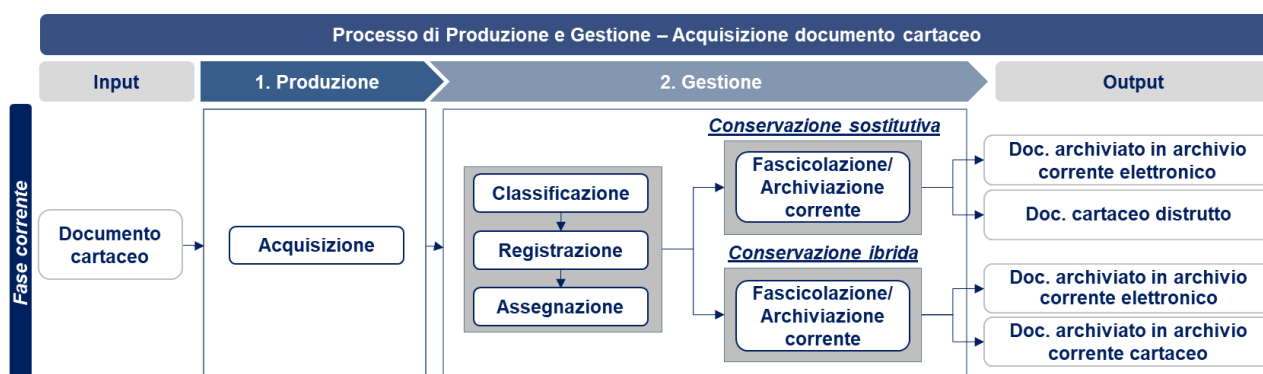 Processo di Produzione e Gestione – Acquisizione documento cartaceo
Input
1. Produzione
2. Gestione
Output
Fase corrente
Documento
cartaceo
Acquisizione
Classificazione
Registrazione
Assegnazione
Conservazione sostitutiva
Fascicolazione/
Archiviazione
corrente
Conservazione ibrida
Fascicolazione/
Archiviazione
corrente
Doc. archiviato in archivio
corrente elettronico
Doc. cartaceo distrutto
Doc. archiviato in archivio
corrente elettronico
Doc. archiviato in archivio
corrente cartaceo